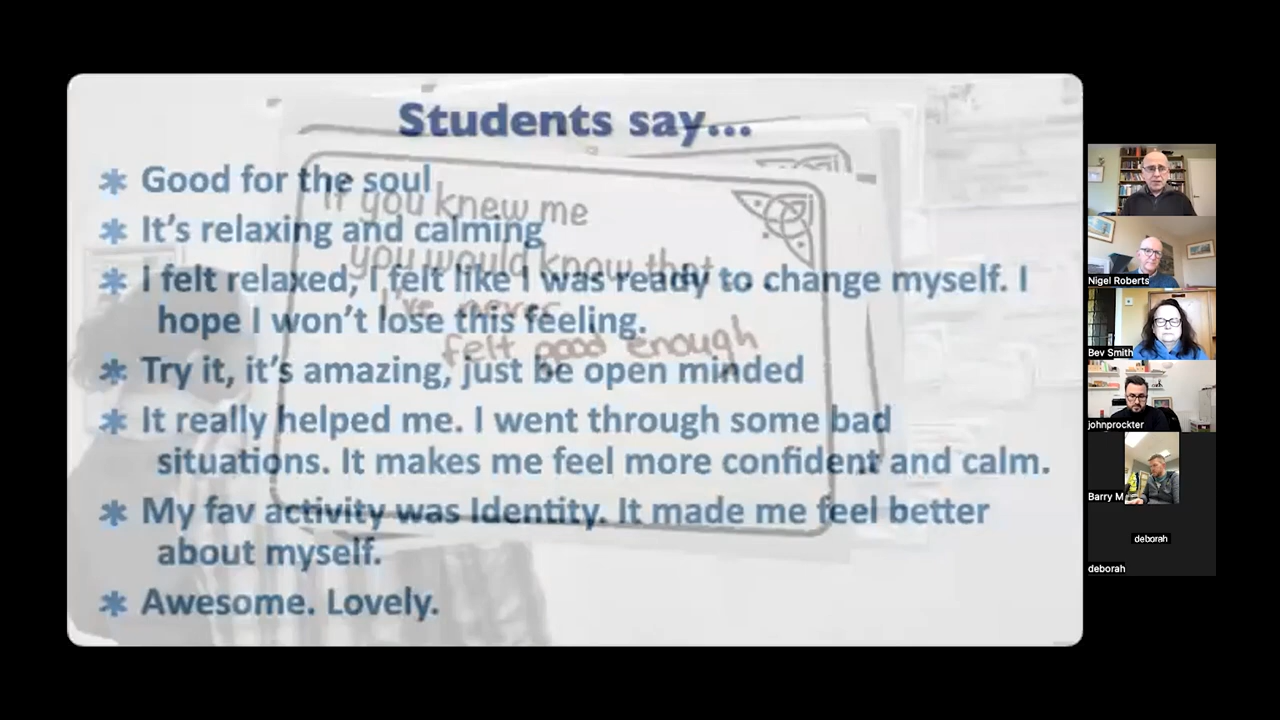 Students say...
* Good for the soul
* It's relaxing and calming
* I felt relaxed, I felt like I was ready to change myself. I
hope I won't lose this feeling.
* Try it, it's amazing, just be open minded
* It really helped me. I went through some bad
situations. It makes me feel more confident and calm.
* My fav activity was Identity. It made me feel better
about myself.
* Awesome. Lovely.
If you knew me
you would know that...
I've never
felt good enough
Nigel Roberts
Bev Smith
johnprockter
Barry M
deborah
deborah